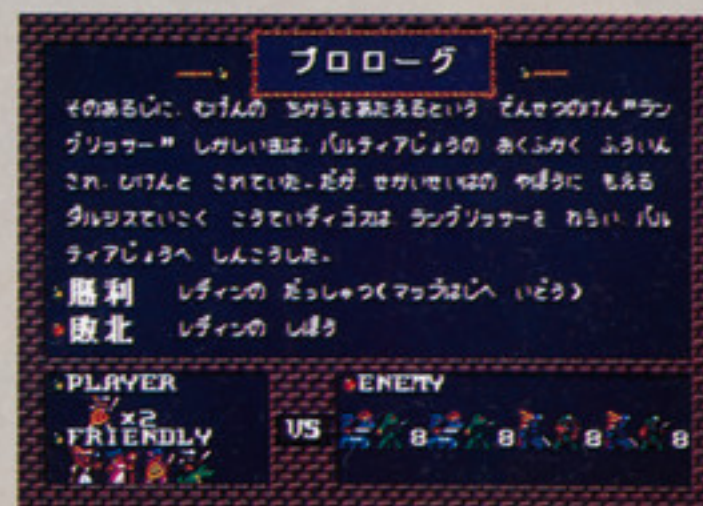 プロローグ
そのあるじに、むげんの ちからをあたえるという でんせつのけん"ラン
グリッサー" しかしいまは、バルディアじょうの おくふかく ふういん
され、ひけんと されていた。だが せかいせいはの やぼうに もえる
ダルシスていこく こうていディゴスは ラングリッサーを ねらい、バル
ディアじょうへ しんこうした。
勝利 レディンの だっしゅつ(マップはじへ いどう)
敗北 レディンの しぼう
PLAYER
×2
FRIENDLY
VS
ENEMY
8 8 8 8